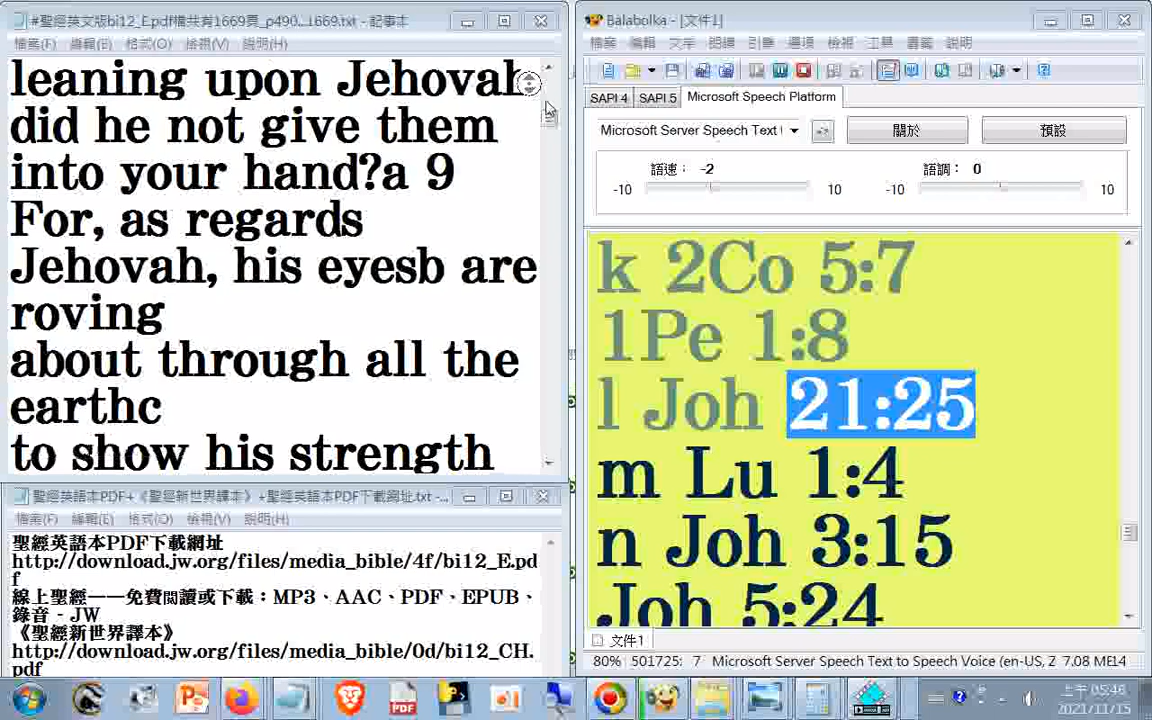 #聖經英文版bi12_E.pdf檔共有1669頁_p490...1669.txt - 記事本
檔案(F) 編輯(E) 格式(O) 檢視(V) 說明(H)
leaning upon Jehovah
did he not give them
into your hand?a 9
For, as regards
Jehovah, his eyesb are
roving
about through all the
earthc
to show his strength
聖經英語本PDF+《聖經新世界譯本》+聖經英語本PDF下載網址.txt - ...
檔案(F) 編輯(E) 格式(O) 檢視(V) 說明(H)
聖經英語本PDF下載網址
http://download.jw.org/files/media_bible/4f/bi12_E.pd
f
線上聖經——免費閱讀或下載：MP3、AAC、PDF、EPUB、
錄音 - JW
《聖經新世界譯本》
http://download.jw.org/files/media_bible/0d/bi12_CH.
pdf
Balabolka - [文件1]
檔案 編輯 文字 朗讀 引擎 選項 檢視 工具 書籤 說明
SAPI 4 SAPI 5 Microsoft Speech Platform
Microsoft Server Speech Text 關於 預設
語速： -2 語調： 0
-10 10 -10 10
k 2Co 5:7
1Pe 1:8
l Joh 21:25
m Lu 1:4
n Joh 3:15
Joh 5:24
文件1
80% 501725: 7 Microsoft Server Speech Text to Speech Voice (en-US, Z 7.08 ME14
上午 05:46
2021/11/15